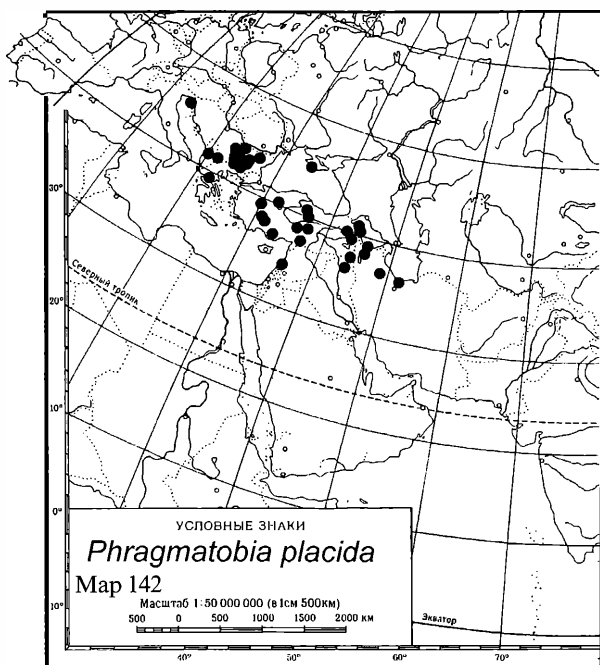 30°
Северный тропик
20°
10°
0°
10°
УСЛОВНЫЕ ЗНАКИ
Phragmatobia placida
Map 142
Масштаб 1:50 000 000 (в 1см 500км)
500 0 500 1000 1500 2000 км
Экватор
40° 50° 60° 70°